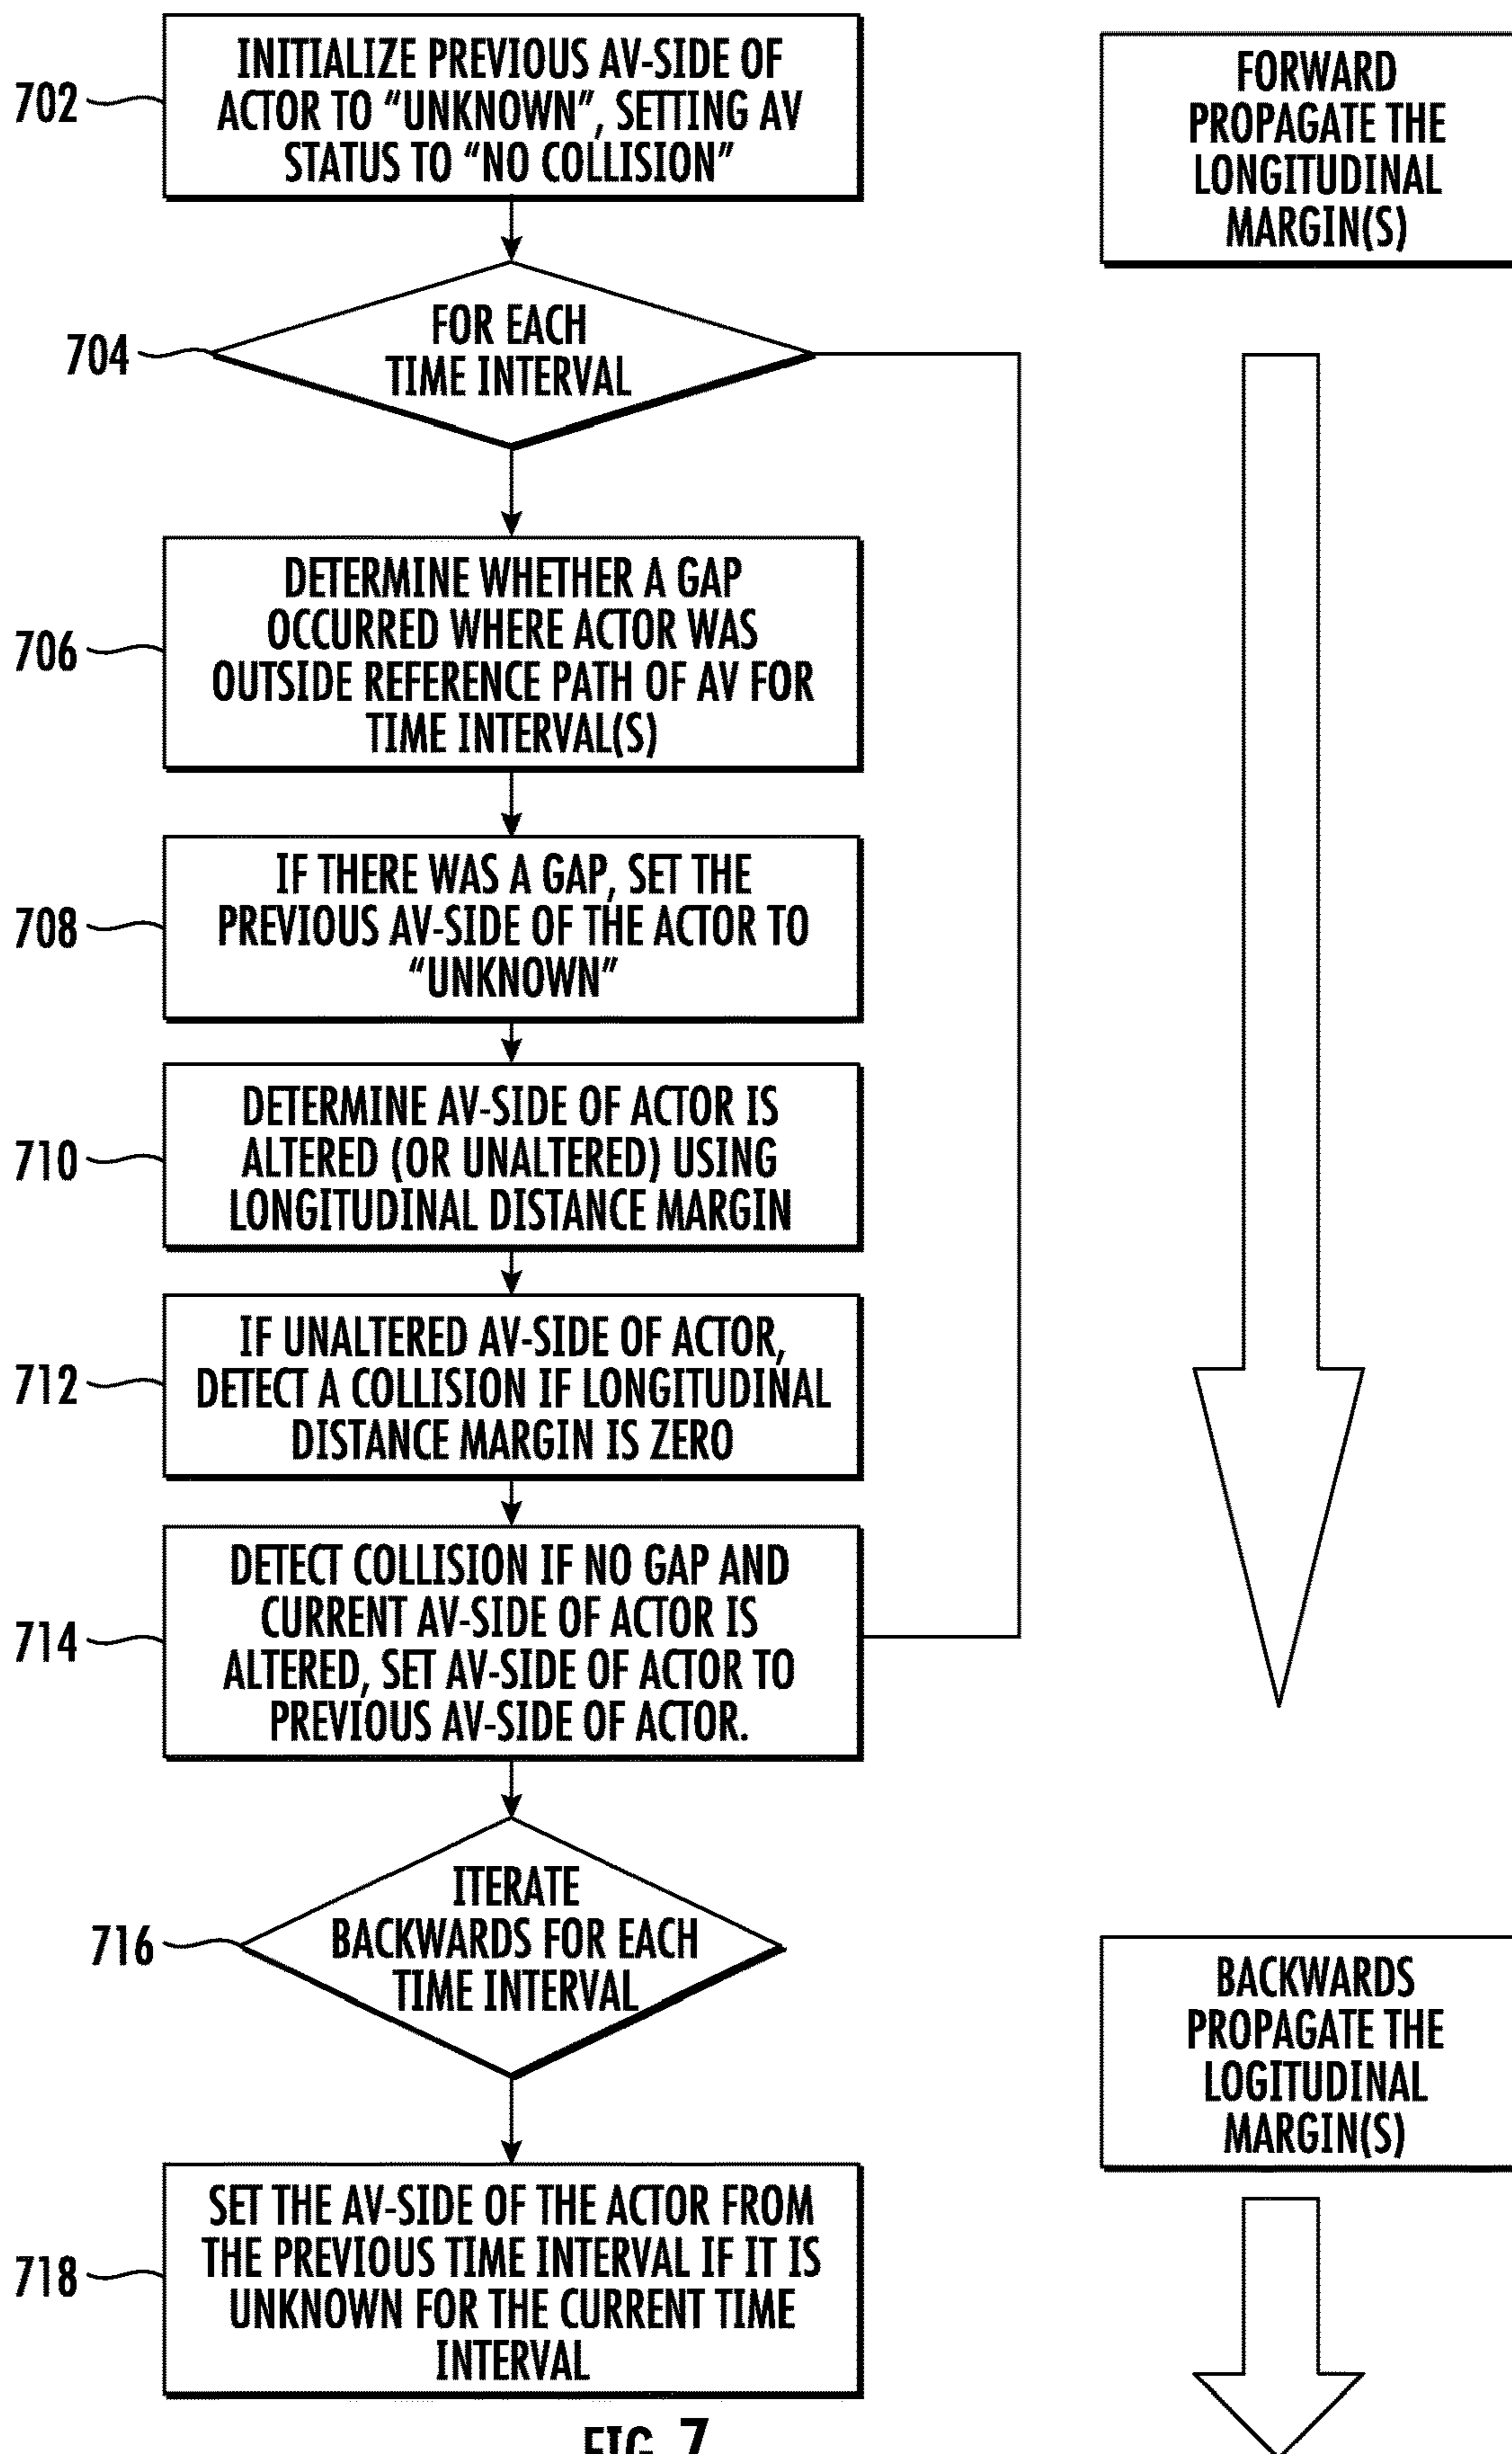 702
INITIALIZE PREVIOUS AV-SIDE OF
ACTOR TO “UNKNOWN”, SETTING AV
STATUS TO “NO COLLISION”
FORWARD
PROPAGATE THE
LONGITUDINAL
MARGIN(S)
704
FOR EACH
TIME INTERVAL
706
DETERMINE WHETHER A GAP
OCCURRED WHERE ACTOR WAS
OUTSIDE REFERENCE PATH OF AV FOR
TIME INTERVAL(S)
708
IF THERE WAS A GAP, SET THE
PREVIOUS AV-SIDE OF THE ACTOR TO
“UNKNOWN”
710
DETERMINE AV-SIDE OF ACTOR IS
ALTERED (OR UNALTERED) USING
LONGITUDINAL DISTANCE MARGIN
712
IF UNALTERED AV-SIDE OF ACTOR,
DETECT A COLLISION IF LONGITUDINAL
DISTANCE MARGIN IS ZERO
714
DETECT COLLISION IF NO GAP AND
CURRENT AV-SIDE OF ACTOR IS
ALTERED, SET AV-SIDE OF ACTOR TO
PREVIOUS AV-SIDE OF ACTOR.
716
ITERATE
BACKWARDS FOR EACH
TIME INTERVAL
BACKWARDS
PROPAGATE THE
LOGITUDINAL
MARGIN(S)
718
SET THE AV-SIDE OF THE ACTOR FROM
THE PREVIOUS TIME INTERVAL IF IT IS
UNKNOWN FOR THE CURRENT TIME
INTERVAL
FIG. 7